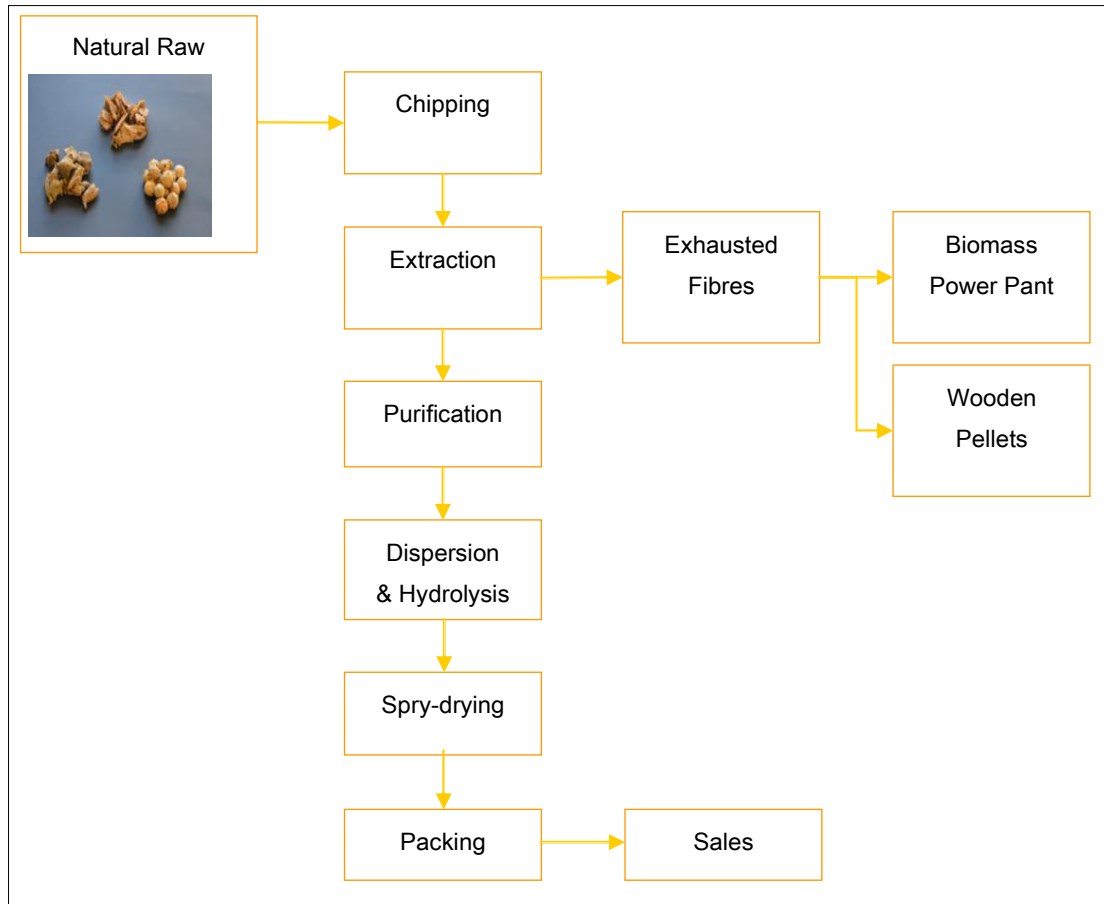 Natural Raw
Chipping
Extraction
Exhausted
Fibres
Biomass
Power Pant
Wooden
Pellets
Purification
Dispersion
& Hydrolysis
Spry-drying
Packing
Sales